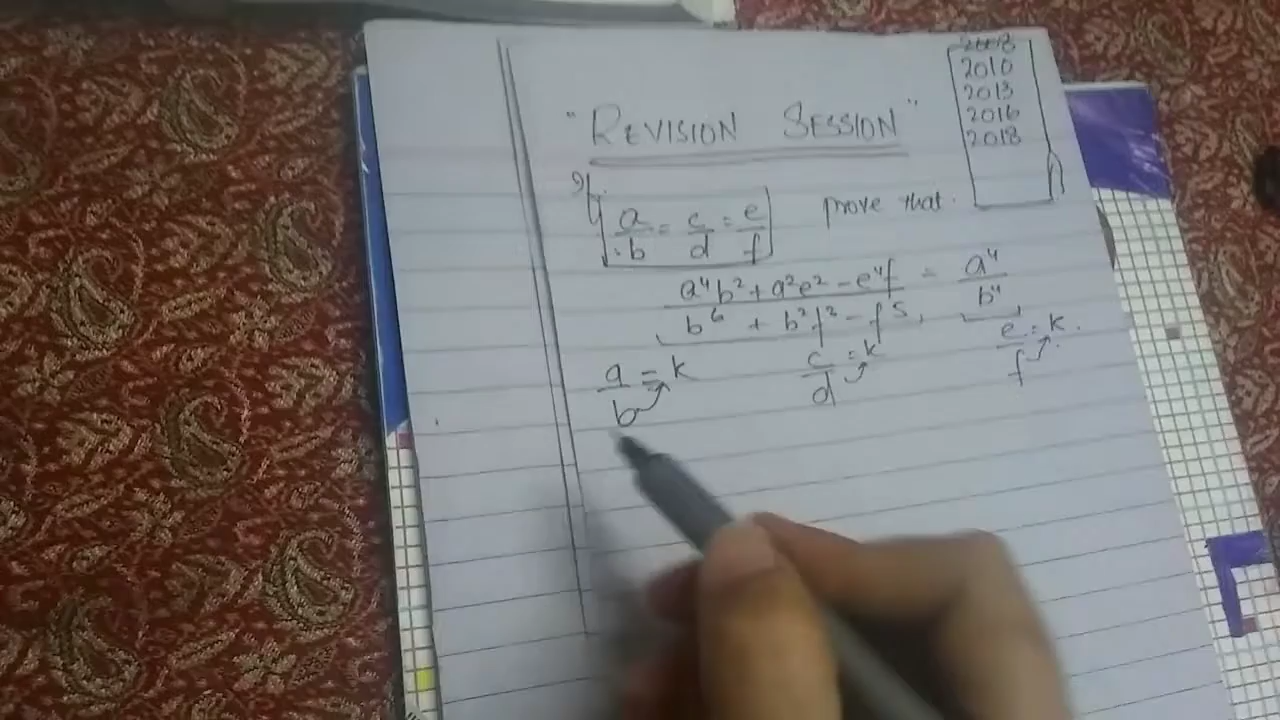 2008
2010
2013
2016
2018
"REVISION SESSION"
If a/b = c/d = e/f prove that.
a⁴b² + a²e² - e⁴f / b⁶ + b²f² - f⁵ = a⁴/b⁴
a/b = k c/d = k e/f = k.